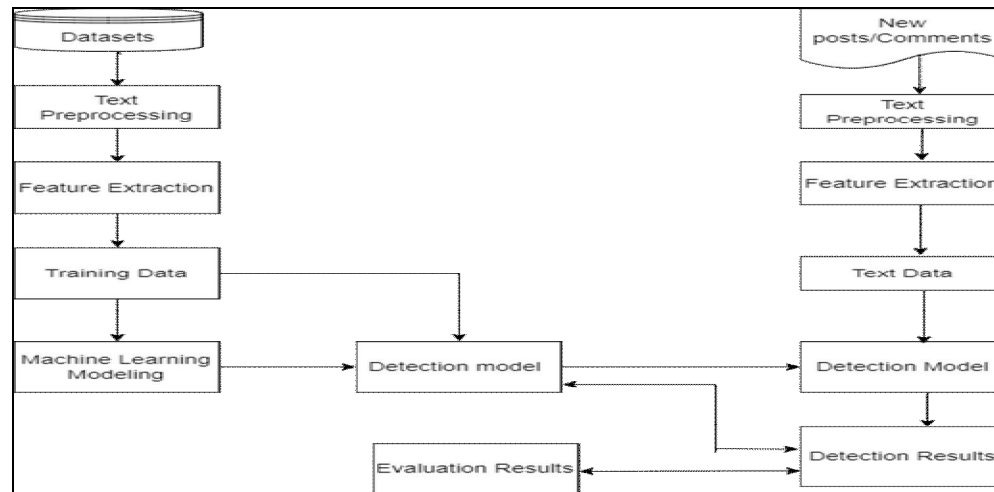 Datasets
Text
Preprocessing
Feature Extraction
Training Data
Machine Learning
Modeling
Detection model
Evaluation Results
New
posts/Comments
Text
Preprocessing
Feature Extraction
Text Data
Detection Model
Detection Results